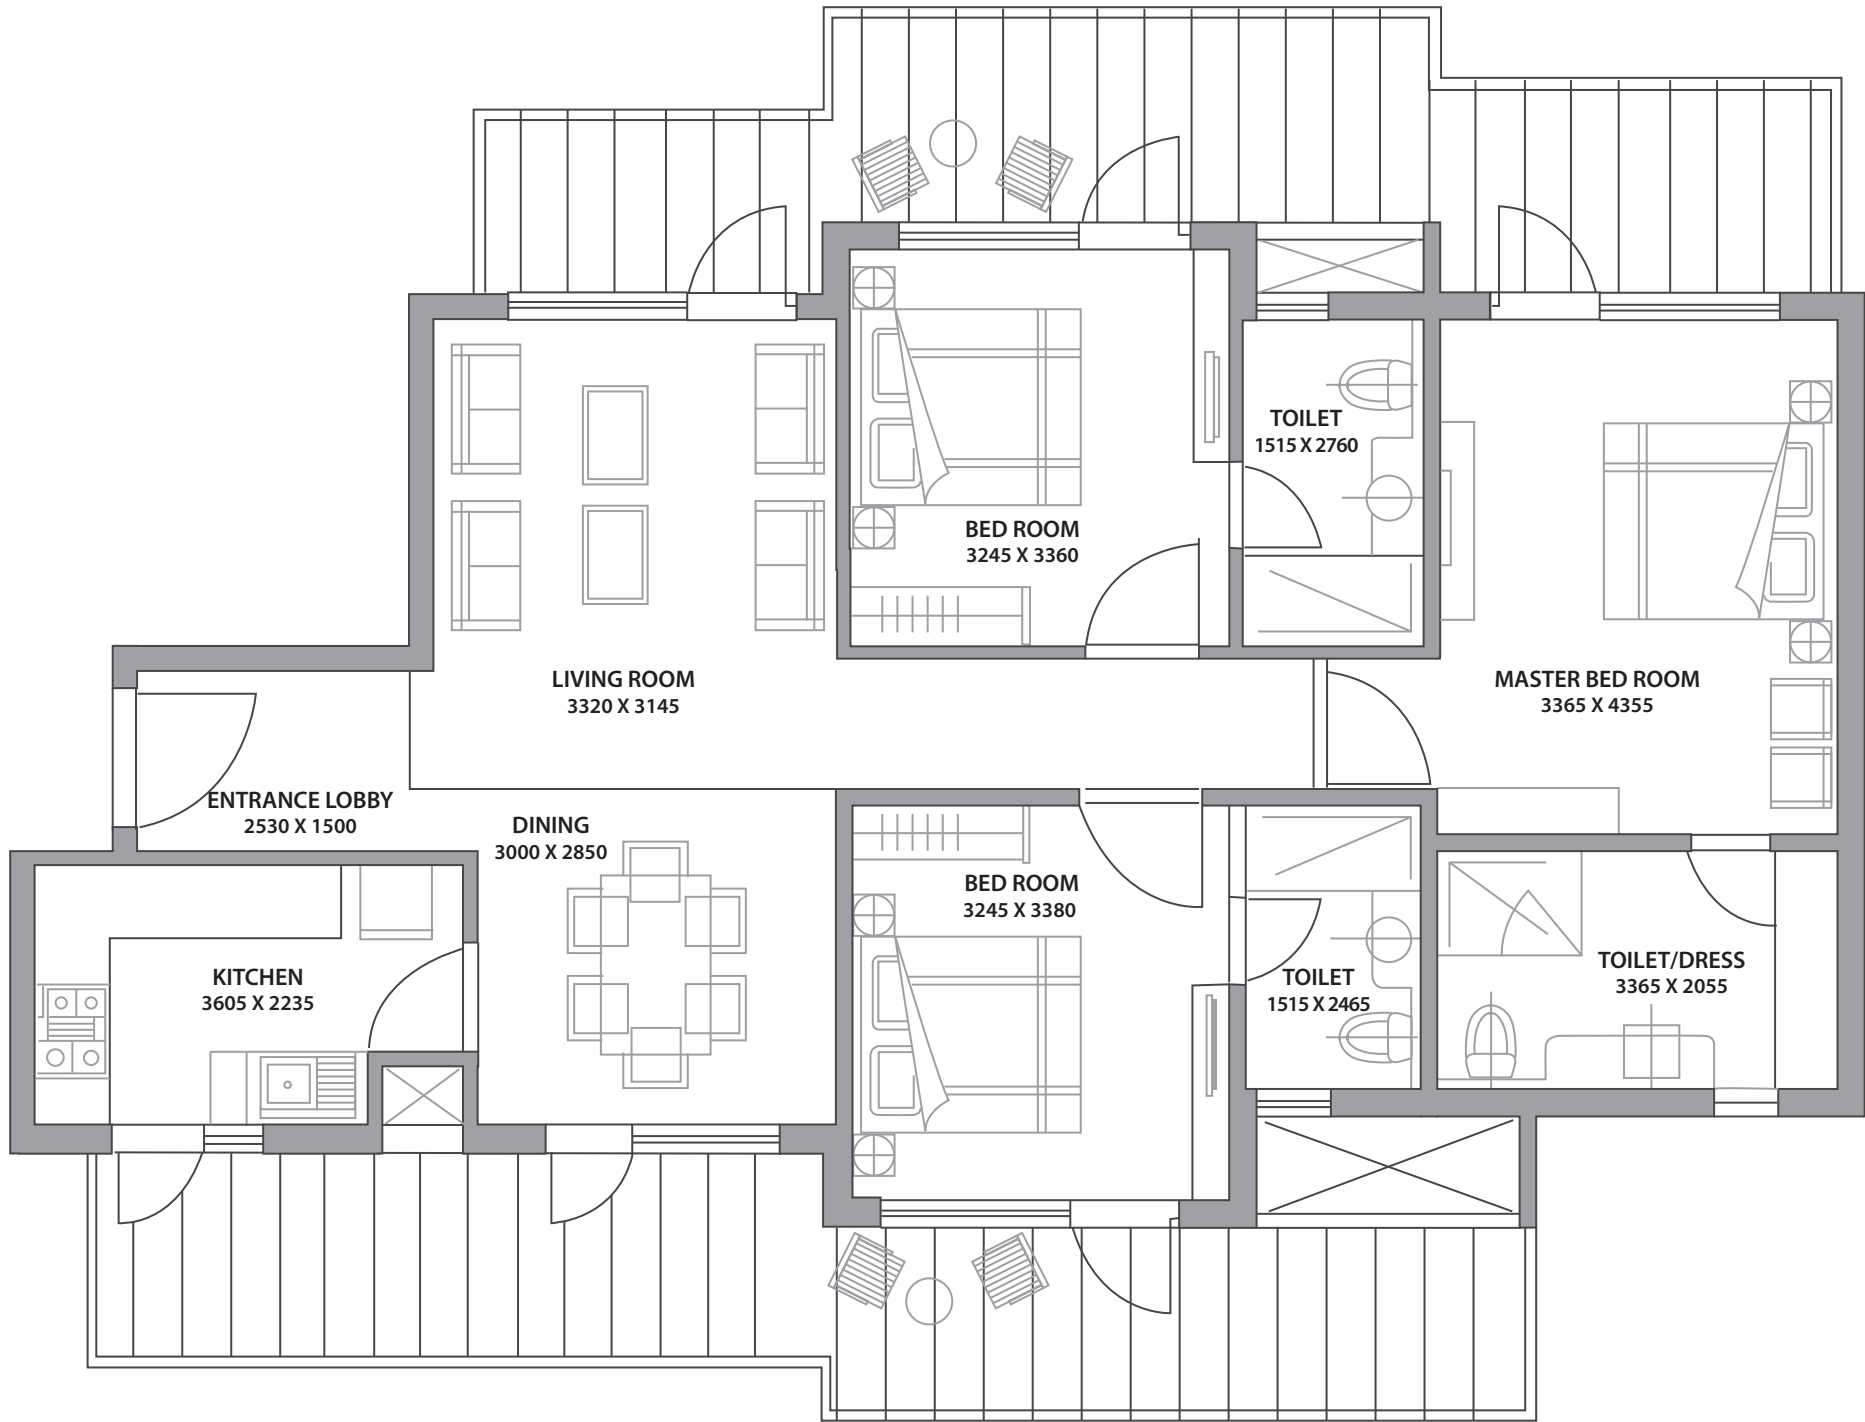 TOILET
1515 X 2760
BED ROOM
3245 X 3360
LIVING ROOM
3320 X 3145
MASTER BED ROOM
3365 X 4355
ENTRANCE LOBBY
2530 X 1500
DINING
3000 X 2850
BED ROOM
3245 X 3380
KITCHEN
3605 X 2235
TOILET
1515 X 2465
TOILET/DRESS
3365 X 2055